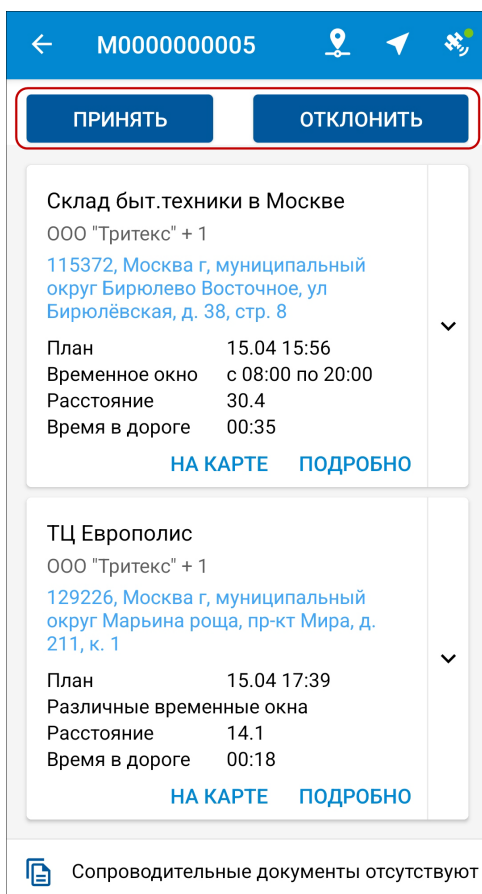 М0000000005
ПРИНЯТЬ
ОТКЛОНИТЬ
Склад быт.техники в Москве
ООО "Тритекс" + 1
115372, Москва г, муниципальный
округ Бирюлево Восточное, ул
Бирюлёвская, д. 38, стр. 8
План 15.04 15:56
Временное окно с 08:00 по 20:00
Расстояние 30.4
Время в дороге 00:35
НА КАРТЕ ПОДРОБНО
ТЦ Европолис
ООО "Тритекс" + 1
129226, Москва г, муниципальный
округ Марьина роща, пр-кт Мира, д.
211, к. 1
План 15.04 17:39
Различные временные окна
Расстояние 14.1
Время в дороге 00:18
НА КАРТЕ ПОДРОБНО
Сопроводительные документы отсутствуют